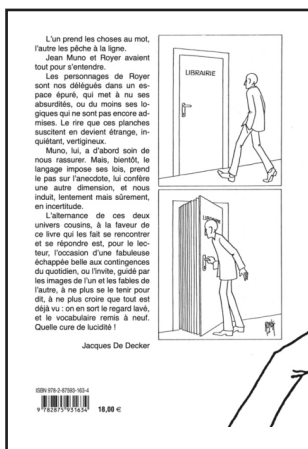 L'un prend les choses au mot,
l'autre les pêche à la ligne.
Jean Muno et Royer avaient
tout pour s'entendre.
Les personnages de Royer
sont nos délégués dans un es-
pace épuré, qui met à nu ses
absurdités, ou du moins ses lo-
giques qui ne sont pas encore ad-
mises. Le rire que ces planches
suscitent en devient étrange, in-
quiétant, vertigineux.
Muno, lui, a d'abord soin de
nous rassurer. Mais, bientôt, le
langage impose ses lois, prend
le pas sur l'anecdote, lui confère
une autre dimension, et nous
induit, lentement mais sûrement,
en incertitude.
L'alternance de ces deux
univers cousins, à la faveur de
ce livre qui les fait se rencontrer
et se répondre est, pour le lec-
teur, l'occasion d'une fabuleuse
échappée belle aux contingences
du quotidien, ou l'invite, guidé par
les images de l'un et les fables de
l'autre, à ne plus se le tenir pour
dit, à ne plus croire que tout est
déjà vu : on en sort le regard lavé,
et le vocabulaire remis à neuf.
Quelle cure de lucidité !
Jacques De Decker
ISBN 978-2-87593-163-4
9 782875 931634
18,00 €
LIBRAIRIE